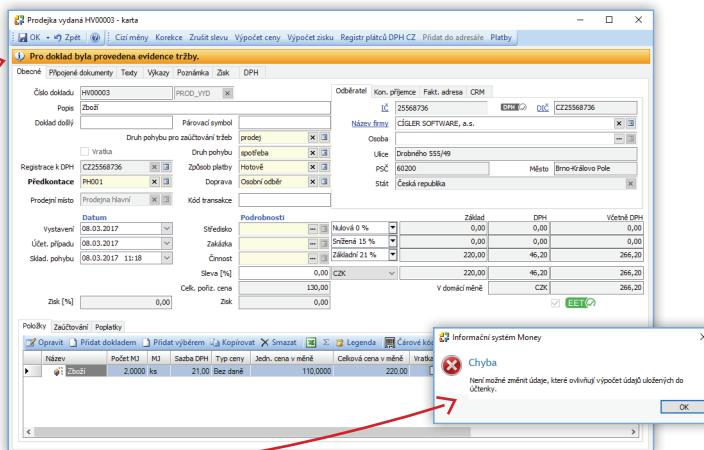 Prodejka vydaná HV00003 - karta
OK Zpět Cizí měny Korekce Zrušit slevu Výpočet ceny Výpočet zisku Registr plátců DPH CZ Přidat do adresáře Platby
Pro doklad byla provedena evidence tržby.
Obecné Připojené dokumenty Texty Výkazy Poznámka Zisk DPH
Číslo dokladu HV00003 PROD_VYD
Popis Zboží
Doklad došlý Párovací symbol
Druh pohybu pro zaúčtování tržeb prodej
Vratka Druh pohybu spotřeba
Registrace k DPH CZ25568736 Způsob platby Hotově
Předkontace PH001 Doprava Osobní odběr
Prodejní místo Prodejna hlavní Kód transakce
Odběratel Kon. příjemce Fakt. adresa CRM
IČ 25568736 DPH DIČ CZ25568736
Název firmy CÍGLER SOFTWARE, a.s.
Osoba
Ulice Drobného 555/49
PSČ 60200 Město Brno-Královo Pole
Stát Česká republika
Datum Podrobnosti Základ DPH Včetně DPH
Vystavení 08.03.2017 Středisko Nulová 0 % 0,00 0,00 0,00
Účet. případu 08.03.2017 Zakázka Snížená 15 % 0,00 0,00 0,00
Sklad. pohybu 08.03.2017 11:18 Činnost Základní 21 % 220,00 46,20 266,20
Sleva [%] 0,00 CZK 220,00 46,20 266,20
Celk. poříz. cena 130,00 V domácí měně CZK 266,20
Zisk [%] 0,00 Zisk 0,00 EET
Položky Zaúčtování Poplatky
Opravit Přidat dokladem Přidat výběrem Kopírovat Smazat Σ Legenda Čárové kód
Název Počet MJ MJ Sazba DPH Typ ceny Jedn. cena v měně Celková cena v měně Vratka
Zboží 2,0000 ks 21,00 Bez daně 110,0000 220,00
Informační systém Money
Chyba
Není možné změnit údaje, které ovlivňují výpočet údajů uložených do
účtenky.
OK